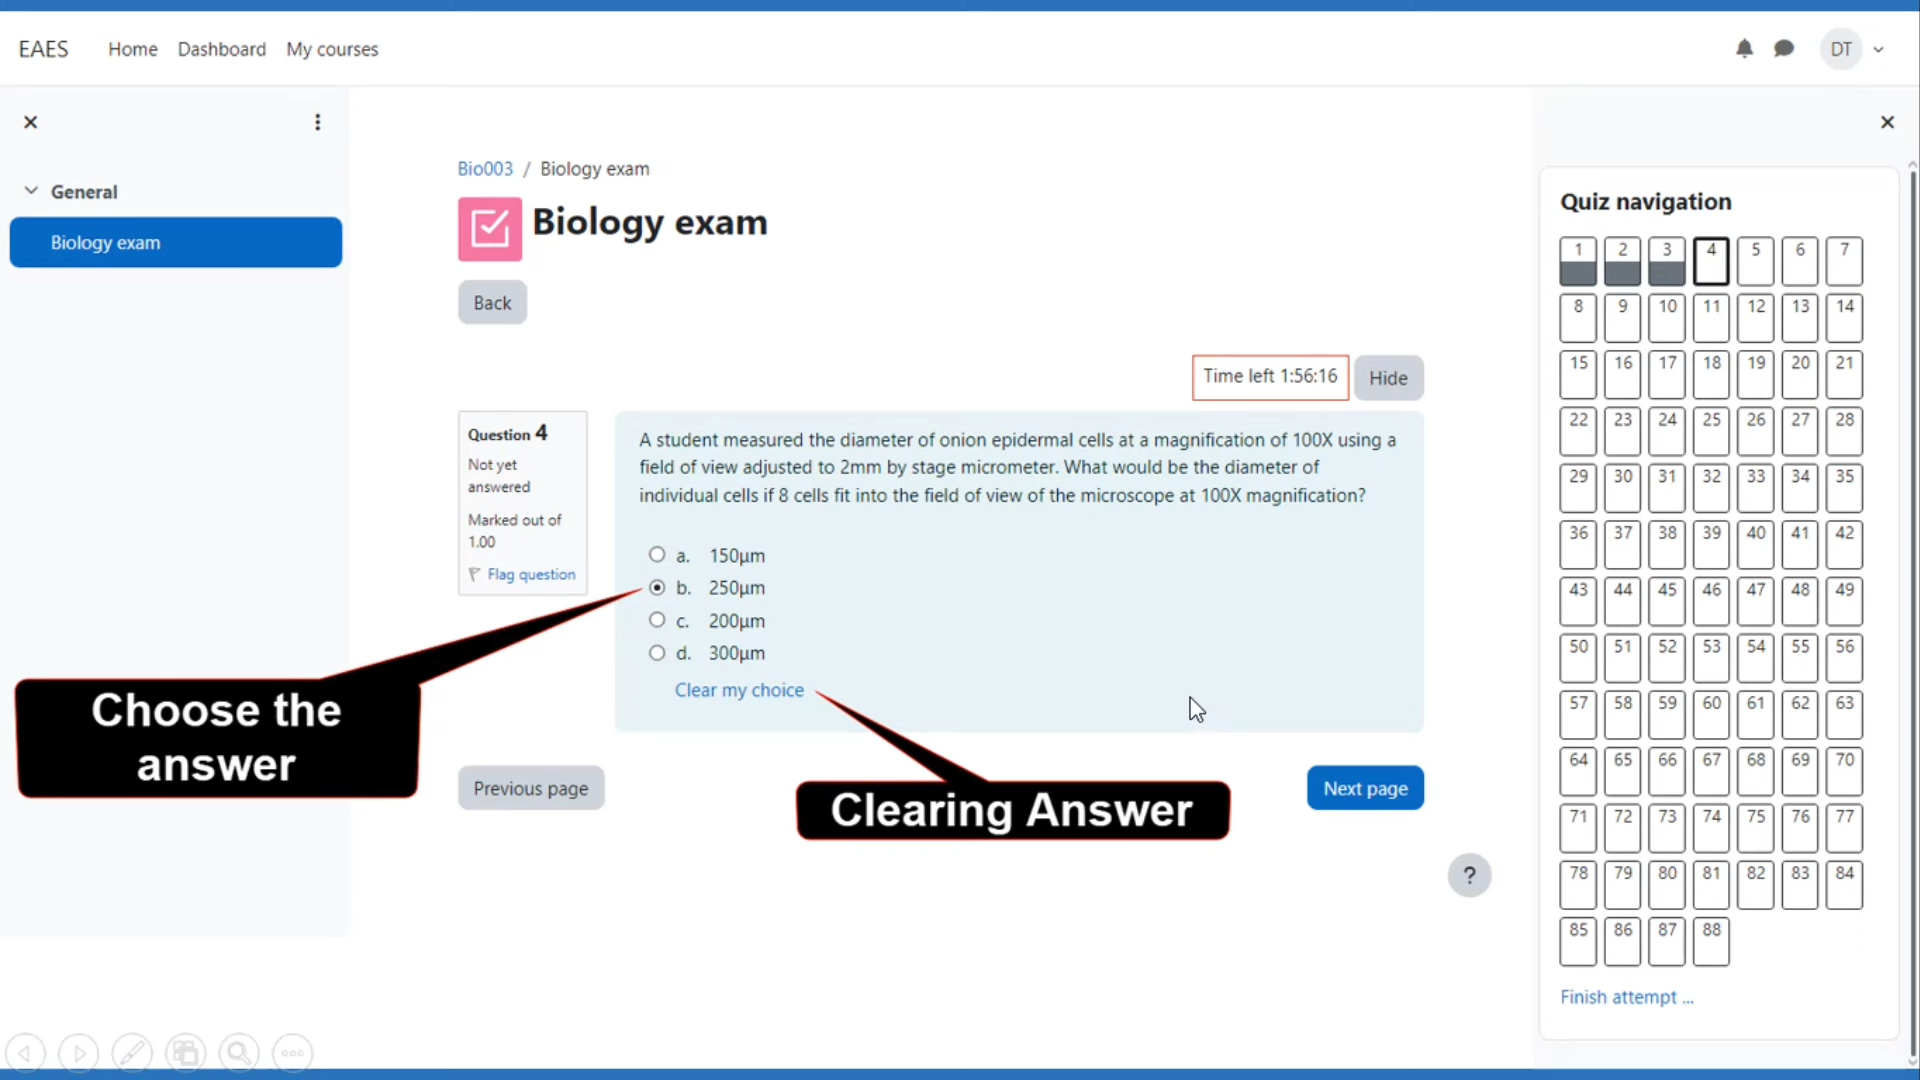 EAES Home Dashboard My courses DT
General
Biology exam
Bio003 / Biology exam
Biology exam
Back
Time left 1:56:16 Hide
Question 4
Not yet
answered
Marked out of
1.00
Flag question
A student measured the diameter of onion epidermal cells at a magnification of 100X using a
field of view adjusted to 2mm by stage micrometer. What would be the diameter of
individual cells if 8 cells fit into the field of view of the microscope at 100X magnification?
a. 150µm
b. 250µm
c. 200µm
d. 300µm
Clear my choice
Choose the
answer
Clearing Answer
Previous page
Next page
?
Quiz navigation
1 2 3 4 5 6 7
8 9 10 11 12 13 14
15 16 17 18 19 20 21
22 23 24 25 26 27 28
29 30 31 32 33 34 35
36 37 38 39 40 41 42
43 44 45 46 47 48 49
50 51 52 53 54 55 56
57 58 59 60 61 62 63
64 65 66 67 68 69 70
71 72 73 74 75 76 77
78 79 80 81 82 83 84
85 86 87 88
Finish attempt ...